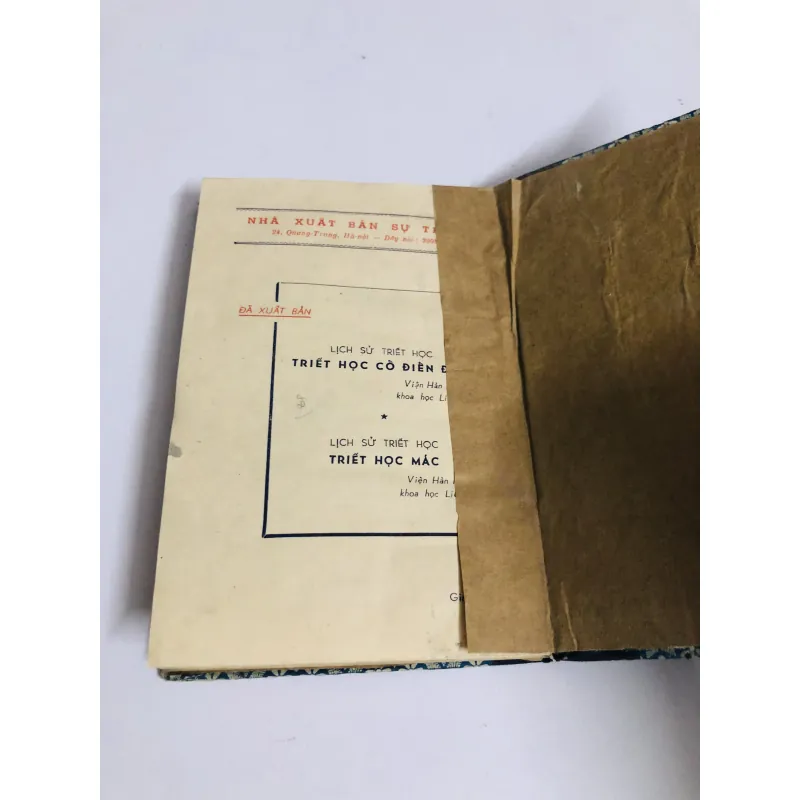 NHÀ XUẤT BẢN SỰ
24, Quang-Trung, Hà-nội — Dây nói:
ĐÃ XUẤT BẢN
LỊCH SỬ TRIẾT HỌC
TRIẾT HỌC CỔ ĐIỂN
Viện Hàn
khoa học
★
LỊCH SỬ TRIẾT HỌC
TRIẾT HỌC MÁC
Viện Hàn
khoa học